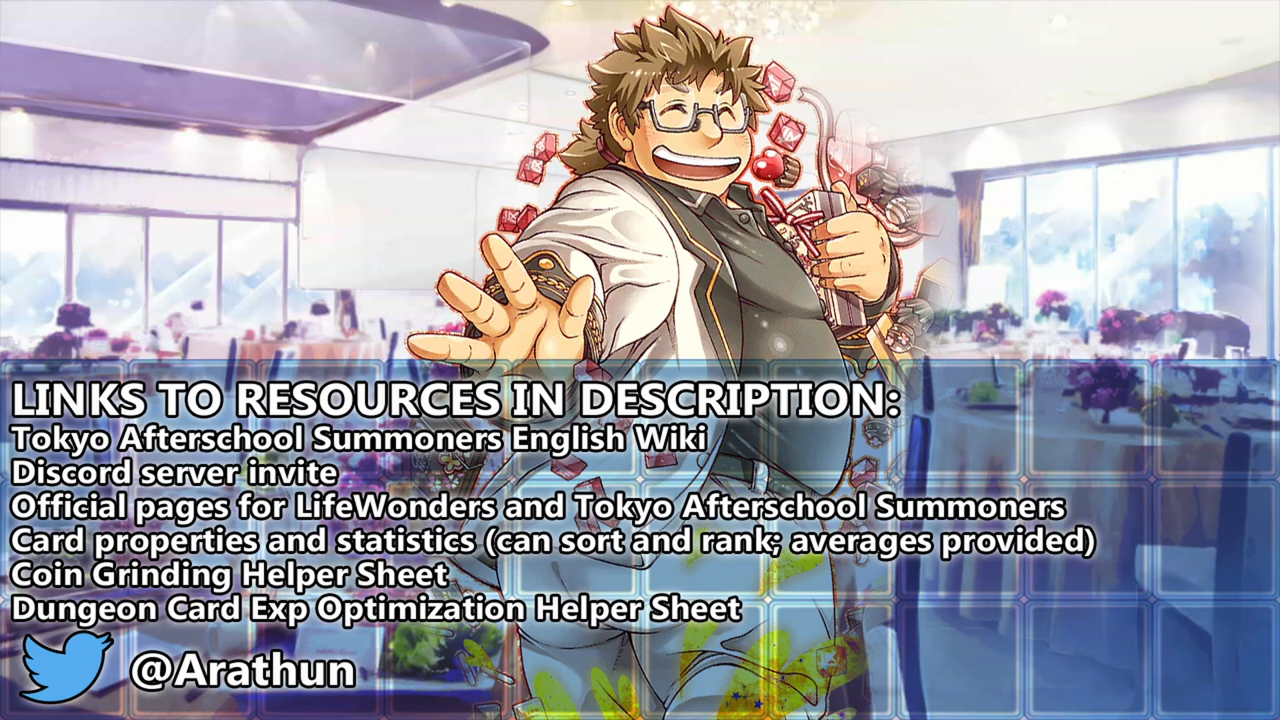 LINKS TO RESOURCES IN DESCRIPTION:
Tokyo Afterschool Summoners English Wiki
Discord server invite
Official pages for LifeWonders and Tokyo Afterschool Summoners
Card properties and statistics (can sort and rank; averages provided)
Coin Grinding Helper Sheet
Dungeon Card Exp Optimization Helper Sheet
@Arathun